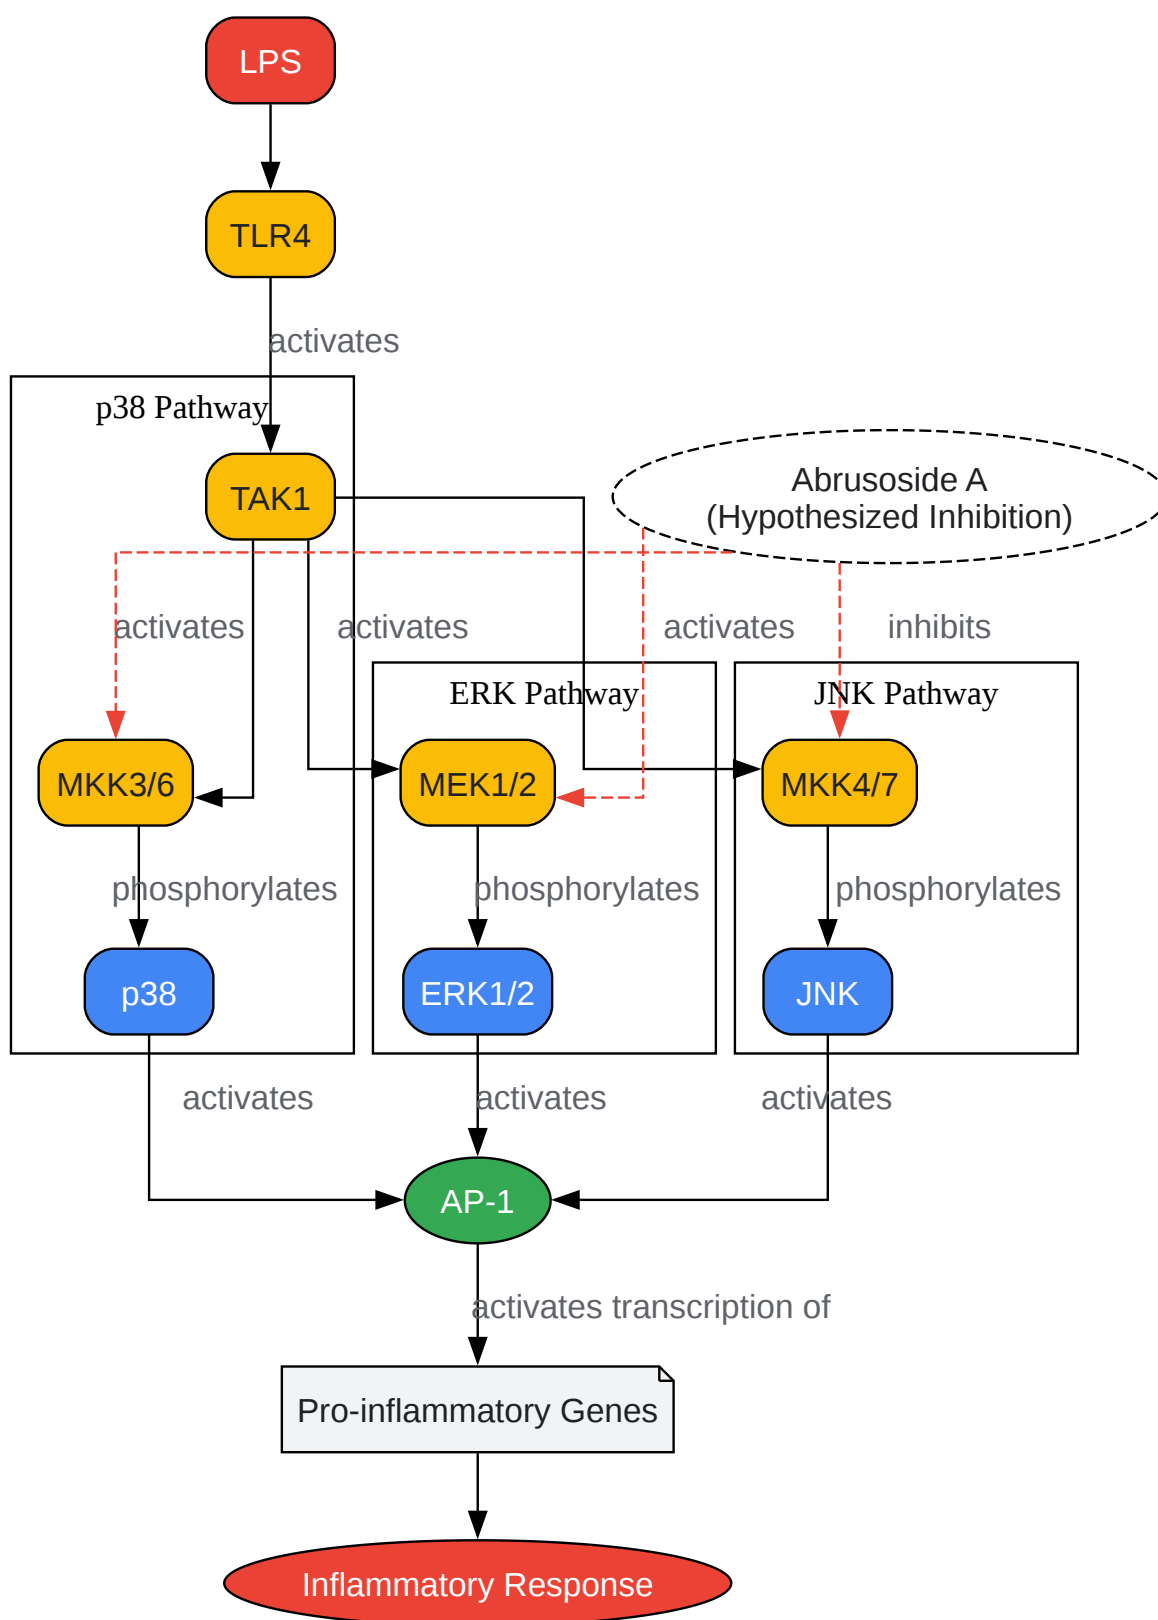 LPS
TLR4
activates
p38 Pathway
TAK1
Abrusoside A
(Hypothesized Inhibition)
activates
activates
activates
inhibits
ERK Pathway
JNK Pathway
MKK3/6
MEK1/2
MKK4/7
phosphorylates
phosphorylates
phosphorylates
p38
ERK1/2
JNK
activates
activates
activates
AP-1
activates transcription of
Pro-inflammatory Genes
Inflammatory Response